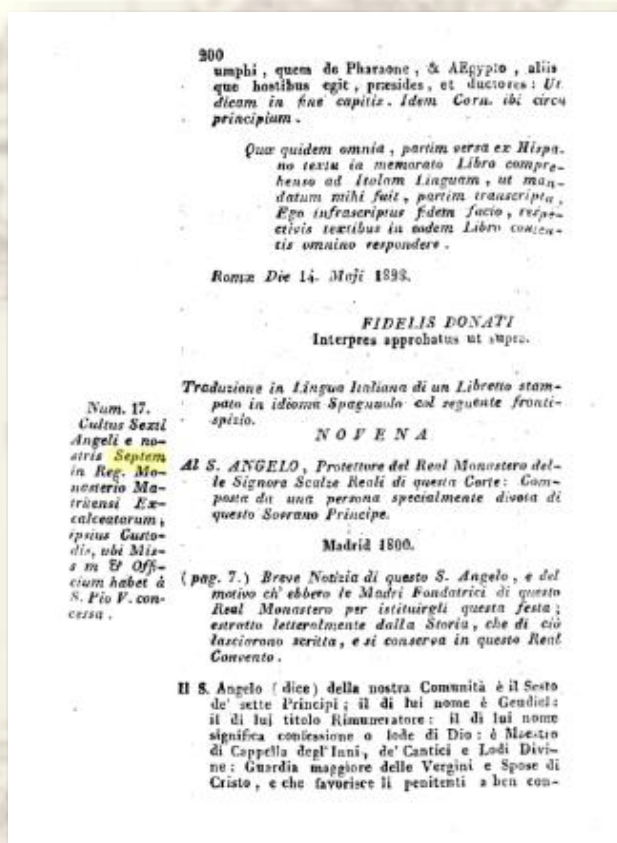 200
umphi, quem de Pharaone, & AEgypto, aliis
que hostibus egit, præsides, et ductores: Ut
dicam in fine capitis. Idem Corn. ibi circa
principium.
Quæ quidem omnia, partim versa ex Hispa-
no textu in memorato Libro compre-
henso ad Italam Linguam, ut man-
datum mihi fuit, partim transcripta,
Ego infrascriptus fidem facio, respe-
ctivis textibus in eodem Libro conten-
tis omnino respondere.
Romæ Die 14. Maji 1898.
FIDELIS DONATI
Interpres approbatus ut supra.
Traduzione in Lingua Italiana di un Libretto stam-
pato in idioma Spagnuolo col seguente fronti-
spizio.
NOVENA
Al S. ANGELO, Protettore del Real Monastero del-
le Signore Scalze Reali di questa Corte: Com-
posta da una persona specialmente divota di
questo Sovrano Principe.
Madrid 1800.
(pag. 7.) Breve Notizia di questo S. Angelo, e del
motivo ch' ebbero le Madri Fondatrici di questo
Real Monastero per istituirgli questa festa;
estratto letteralmente dalla Storia, che di ciò
lasciarono scritta, e si conserva in questo Real
Convento.
Il S. Angelo (dice) della nostra Comunità è il Sesto
de' sette Principi; il di lui nome è Geudiel:
il di lui titolo Rimuneratore: il di lui nome
significa confessione o lode di Dio: è Maestro
di Cappella degl'Inni, de' Cantici e Lodi Divi-
ne: Guardia maggiore delle Vergini e Spose di
Cristo, e che favorisce li penitenti a ben con-
Num. 17.
Cultus Sexti
Angeli e no-
stris Septem
in Reg. Mo-
nasterio Ma-
tritensi Ex-
calceatorum,
ipsius Custo-
dis, ubi Mis-
s m & Offi-
cium habet à
S. Pio V. con-
cessa.